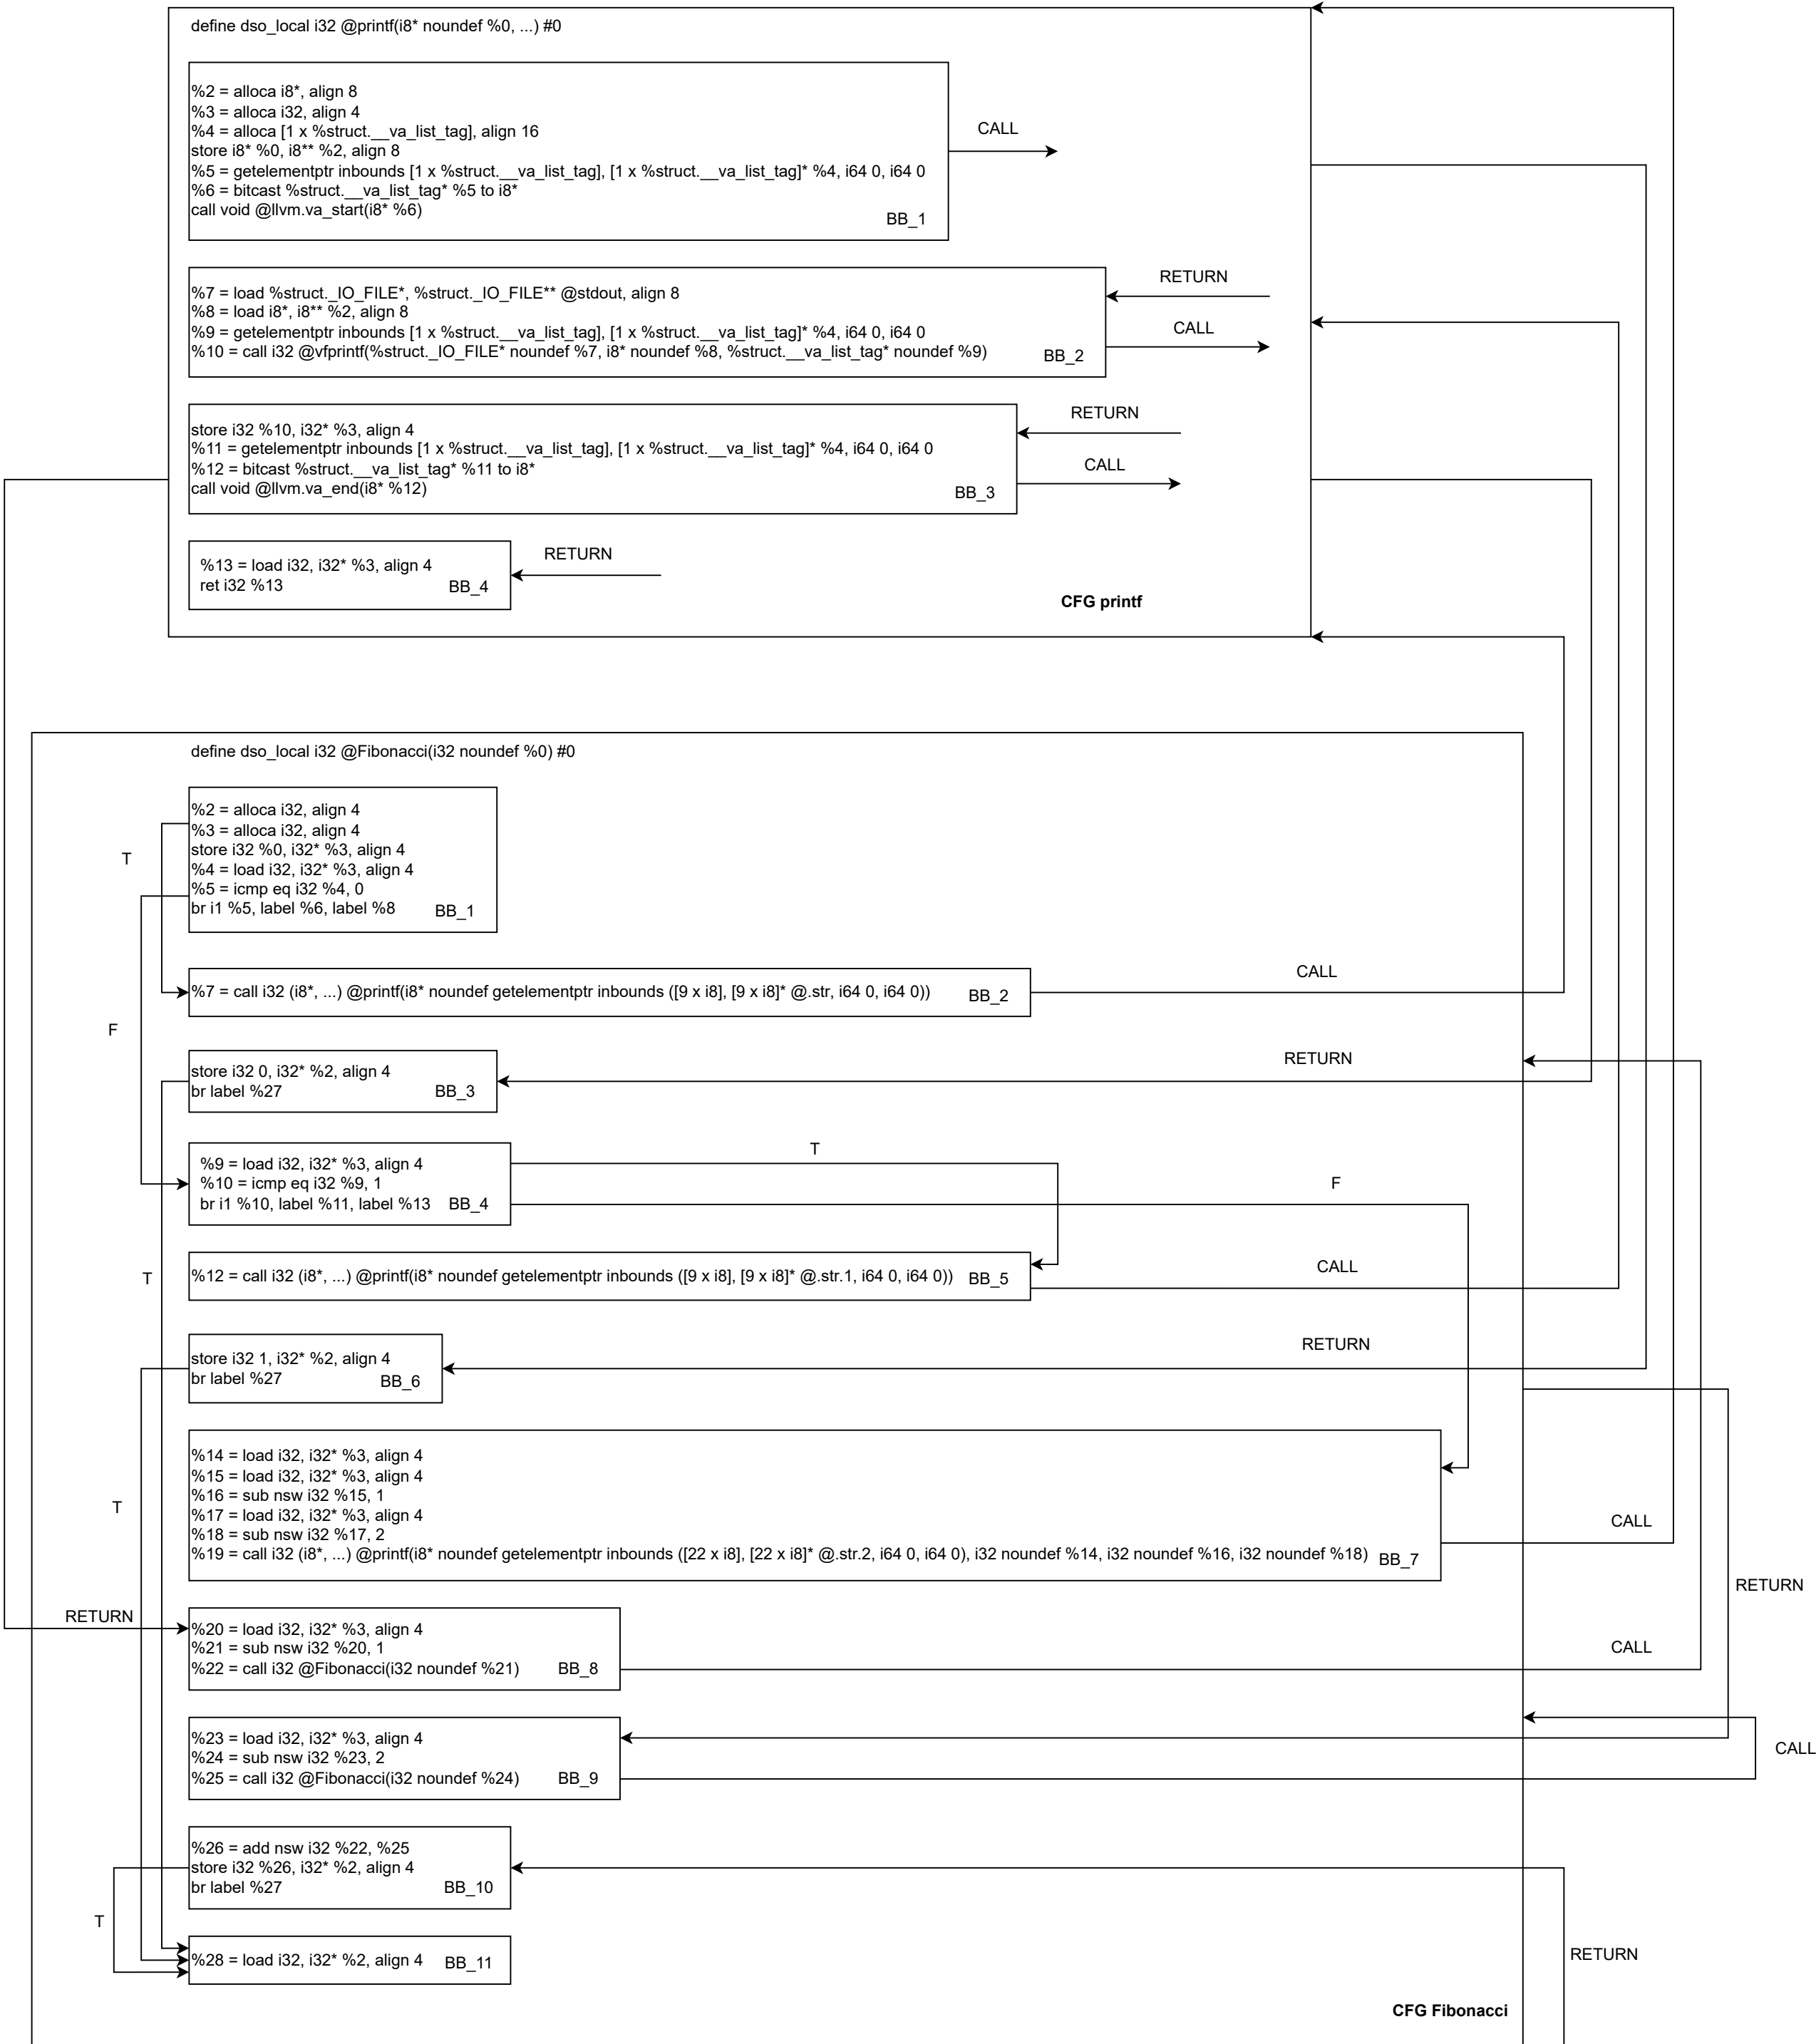 define dso_local i32 @printf(i8* noundef %0, ...) #0
%2 = alloca i8*, align 8
%3 = alloca i32, align 4
%4 = alloca [1 x %struct.__va_list_tag], align 16
store i8* %0, i8** %2, align 8
%5 = getelementptr inbounds [1 x %struct.__va_list_tag], [1 x %struct.__va_list_tag]* %4, i64 0, i64 0
%6 = bitcast %struct.__va_list_tag* %5 to i8*
call void @llvm.va_start(i8* %6)
BB_1
CALL
%7 = load %struct._IO_FILE*, %struct._IO_FILE** @stdout, align 8
%8 = load i8*, i8** %2, align 8
%9 = getelementptr inbounds [1 x %struct.__va_list_tag], [1 x %struct.__va_list_tag]* %4, i64 0, i64 0
%10 = call i32 @vfprintf(%struct._IO_FILE* noundef %7, i8* noundef %8, %struct.__va_list_tag* noundef %9)
BB_2
RETURN
CALL
store i32 %10, i32* %3, align 4
%11 = getelementptr inbounds [1 x %struct.__va_list_tag], [1 x %struct.__va_list_tag]* %4, i64 0, i64 0
%12 = bitcast %struct.__va_list_tag* %11 to i8*
call void @llvm.va_end(i8* %12)
BB_3
RETURN
CALL
%13 = load i32, i32* %3, align 4
ret i32 %13
BB_4
RETURN
CFG printf
define dso_local i32 @Fibonacci(i32 noundef %0) #0
%2 = alloca i32, align 4
%3 = alloca i32, align 4
store i32 %0, i32* %3, align 4
%4 = load i32, i32* %3, align 4
%5 = icmp eq i32 %4, 0
br i1 %5, label %6, label %8
BB_1
T
%7 = call i32 (i8*, ...) @printf(i8* noundef getelementptr inbounds ([9 x i8], [9 x i8]* @.str, i64 0, i64 0))
BB_2
CALL
F
store i32 0, i32* %2, align 4
br label %27
BB_3
RETURN
%9 = load i32, i32* %3, align 4
%10 = icmp eq i32 %9, 1
br i1 %10, label %11, label %13
BB_4
T
F
%12 = call i32 (i8*, ...) @printf(i8* noundef getelementptr inbounds ([9 x i8], [9 x i8]* @.str.1, i64 0, i64 0))
BB_5
CALL
T
store i32 1, i32* %2, align 4
br label %27
BB_6
RETURN
%14 = load i32, i32* %3, align 4
%15 = load i32, i32* %3, align 4
%16 = sub nsw i32 %15, 1
%17 = load i32, i32* %3, align 4
%18 = sub nsw i32 %17, 2
%19 = call i32 (i8*, ...) @printf(i8* noundef getelementptr inbounds ([22 x i8], [22 x i8]* @.str.2, i64 0, i64 0), i32 noundef %14, i32 noundef %16, i32 noundef %18)
BB_7
T
CALL
RETURN
RETURN
%20 = load i32, i32* %3, align 4
%21 = sub nsw i32 %20, 1
%22 = call i32 @Fibonacci(i32 noundef %21)
BB_8
CALL
%23 = load i32, i32* %3, align 4
%24 = sub nsw i32 %23, 2
%25 = call i32 @Fibonacci(i32 noundef %24)
BB_9
CALL
%26 = add nsw i32 %22, %25
store i32 %26, i32* %2, align 4
br label %27
BB_10
T
%28 = load i32, i32* %2, align 4
BB_11
RETURN
CFG Fibonacci